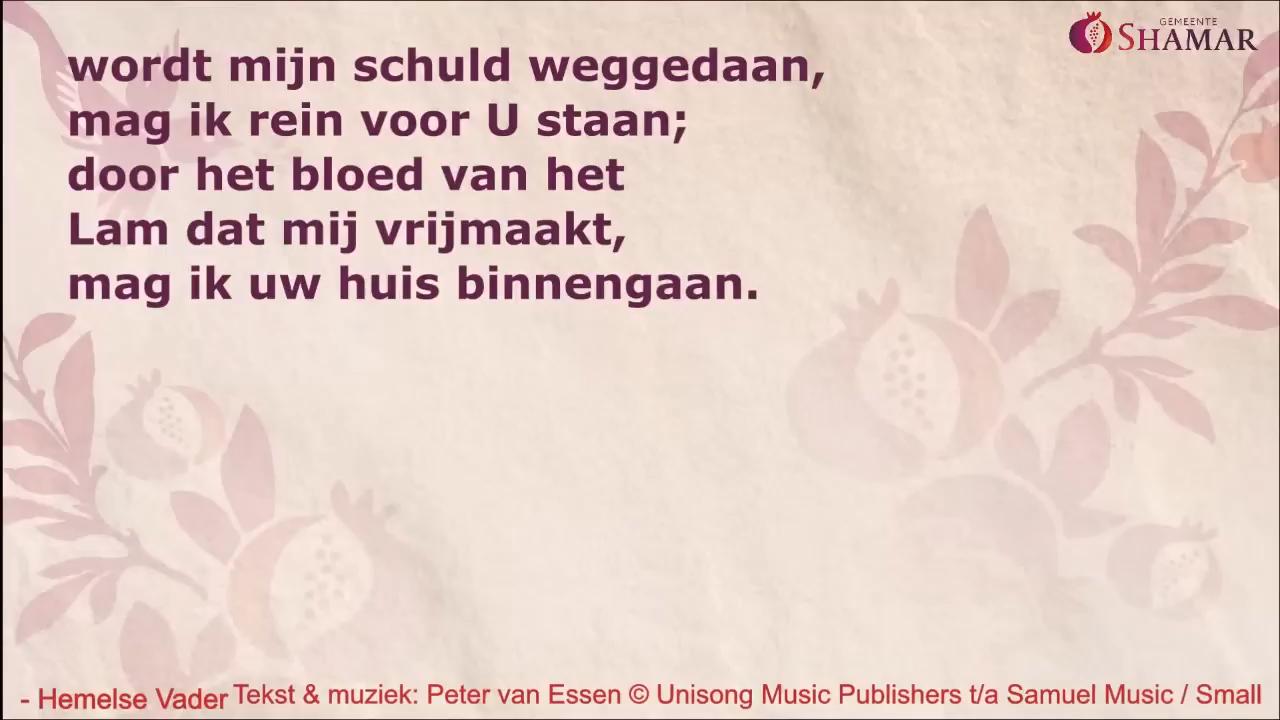 GEMEENTE
SHAMAR
wordt mijn schuld weggedaan,
mag ik rein voor U staan;
door het bloed van het
Lam dat mij vrijmaakt,
mag ik uw huis binnengaan.
- Hemelse Vader Tekst & muziek: Peter van Essen © Unisong Music Publishers t/a Samuel Music / Small